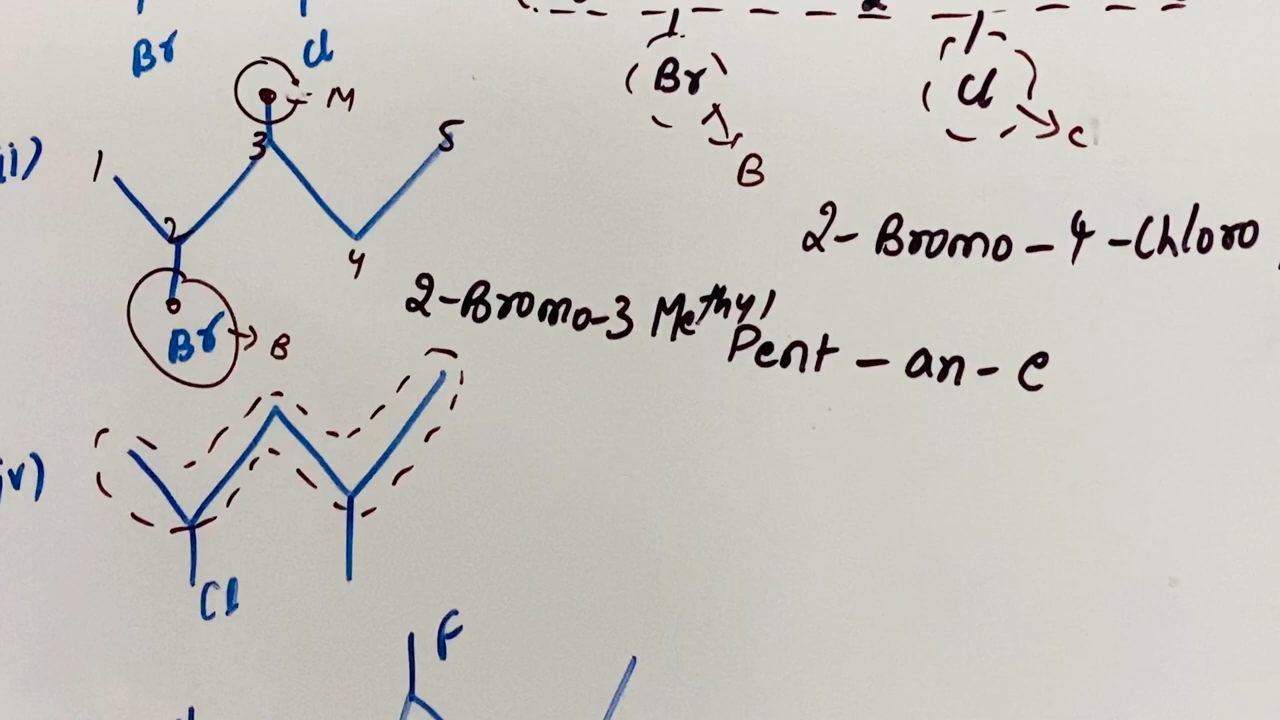 Br Cl
Br Cl
B C
M
ii) 1 2 3 4 5
Br B
2-Bromo-4-Chloro
2-Bromo-3 Methyl
Pent-an-e
iv)
Cl
F